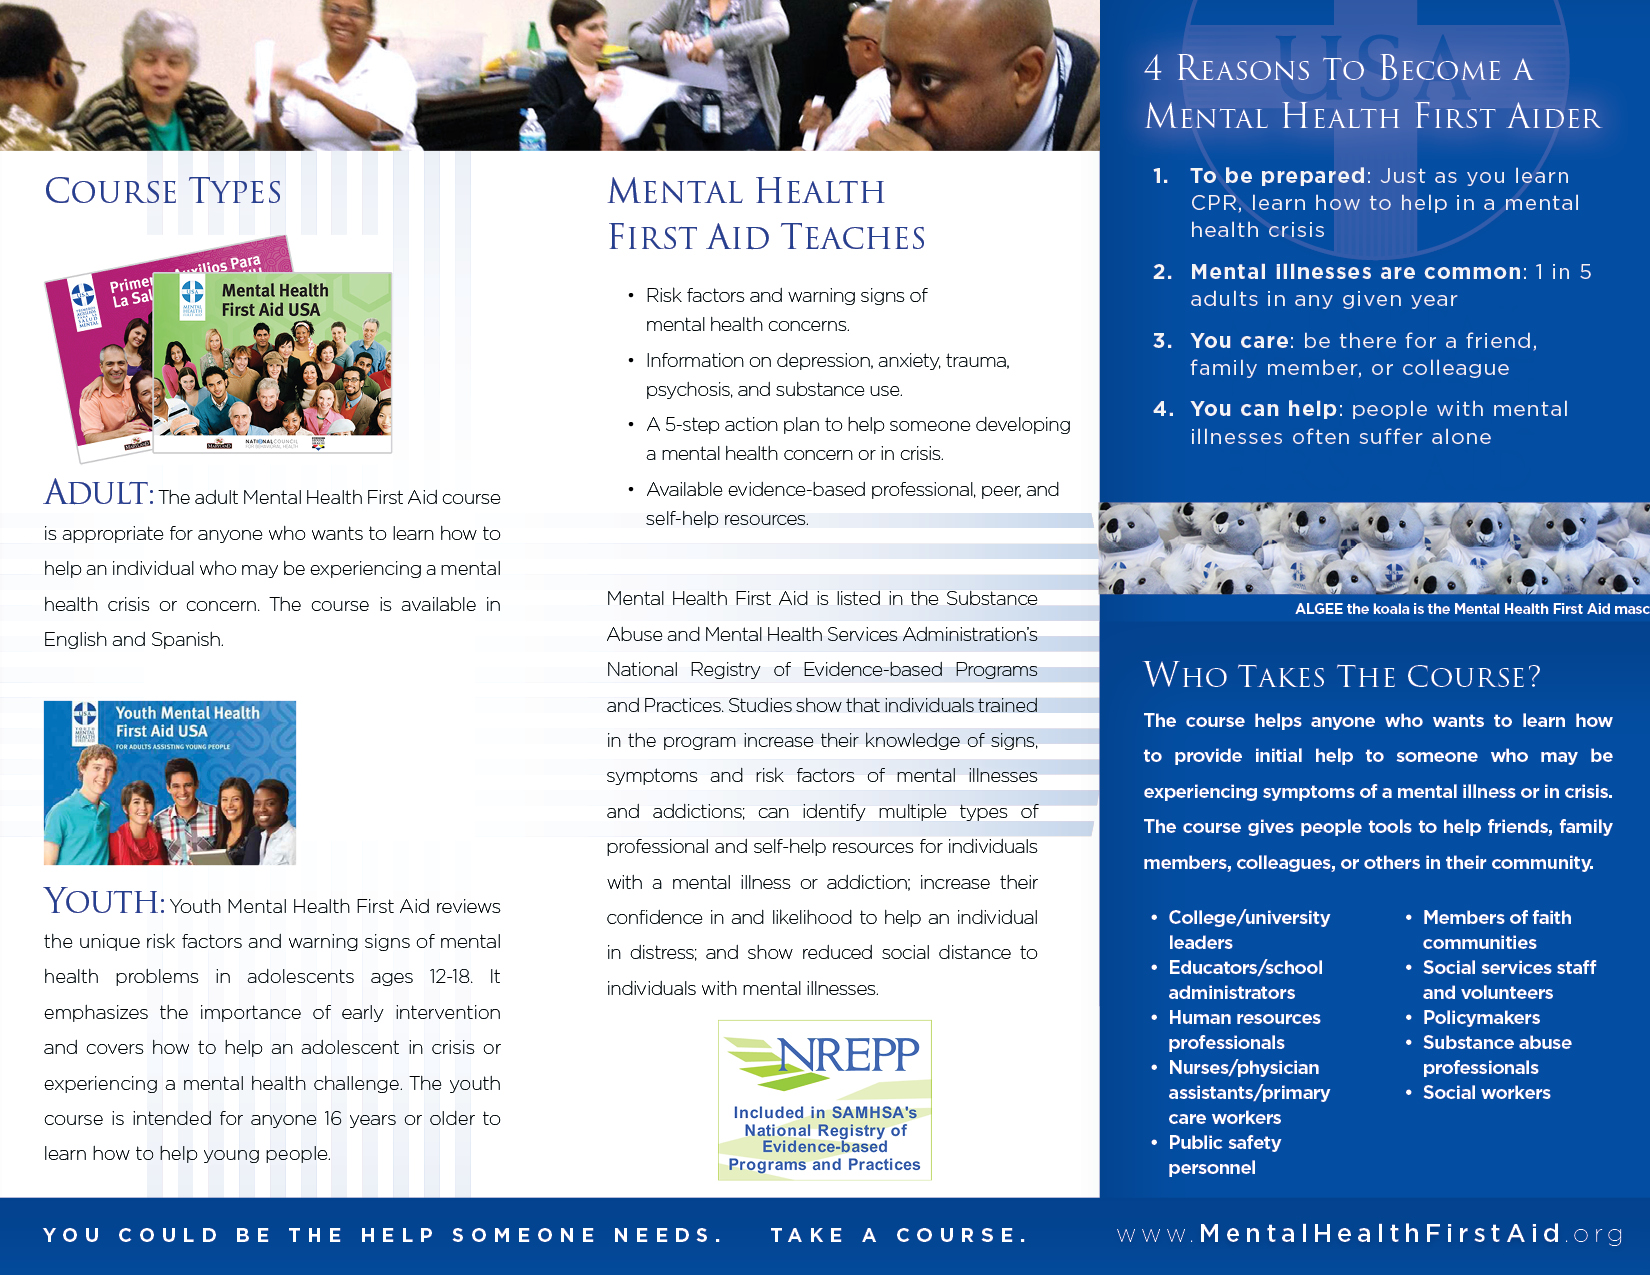 COURSE TYPES
Primer Auxilios Para
La Sal
Mental Health
First Aid USA
NATIONALCOUNCIL
ADULT: The adult Mental Health First Aid course
is appropriate for anyone who wants to learn how to
help an individual who may be experiencing a mental
health crisis or concern. The course is available in
English and Spanish.
USA
Youth Mental Health
First Aid USA
FOR ADULTS ASSISTING YOUNG PEOPLE
YOUTH: Youth Mental Health First Aid reviews
the unique risk factors and warning signs of mental
health problems in adolescents ages 12-18. It
emphasizes the importance of early intervention
and covers how to help an adolescent in crisis or
experiencing a mental health challenge. The youth
course is intended for anyone 16 years or older to
learn how to help young people.
MENTAL HEALTH
FIRST AID TEACHES
• Risk factors and warning signs of
mental health concerns.
• Information on depression, anxiety, trauma,
psychosis, and substance use.
• A 5-step action plan to help someone developing
a mental health concern or in crisis.
• Available evidence-based professional, peer, and
self-help resources.
Mental Health First Aid is listed in the Substance
Abuse and Mental Health Services Administration's
National Registry of Evidence-based Programs
and Practices. Studies show that individuals trained
in the program increase their knowledge of signs,
symptoms and risk factors of mental illnesses
and addictions; can identify multiple types of
professional and self-help resources for individuals
with a mental illness or addiction; increase their
confidence in and likelihood to help an individual
in distress; and show reduced social distance to
individuals with mental illnesses.
NREPP
Included in SAMHSA's
National Registry of
Evidence-based
Programs and Practices
USA
4 REASONS TO BECOME A
MENTAL HEALTH FIRST AIDER
1. To be prepared: Just as you learn
CPR, learn how to help in a mental
health crisis
2. Mental illnesses are common: 1 in 5
adults in any given year
3. You care: be there for a friend,
family member, or colleague
4. You can help: people with mental
illnesses often suffer alone
ALGEE the koala is the Mental Health First Aid masc
WHO TAKES THE COURSE?
The course helps anyone who wants to learn how
to provide initial help to someone who may be
experiencing symptoms of a mental illness or in crisis.
The course gives people tools to help friends, family
members, colleagues, or others in their community.
• College/university
leaders
• Educators/school
administrators
• Human resources
professionals
• Nurses/physician
assistants/primary
care workers
• Public safety
personnel
• Members of faith
communities
• Social services staff
and volunteers
• Policymakers
• Substance abuse
professionals
• Social workers
YOU COULD BE THE HELP SOMEONE NEEDS. TAKE A COURSE.
www.MentalHealthFirstAid.org